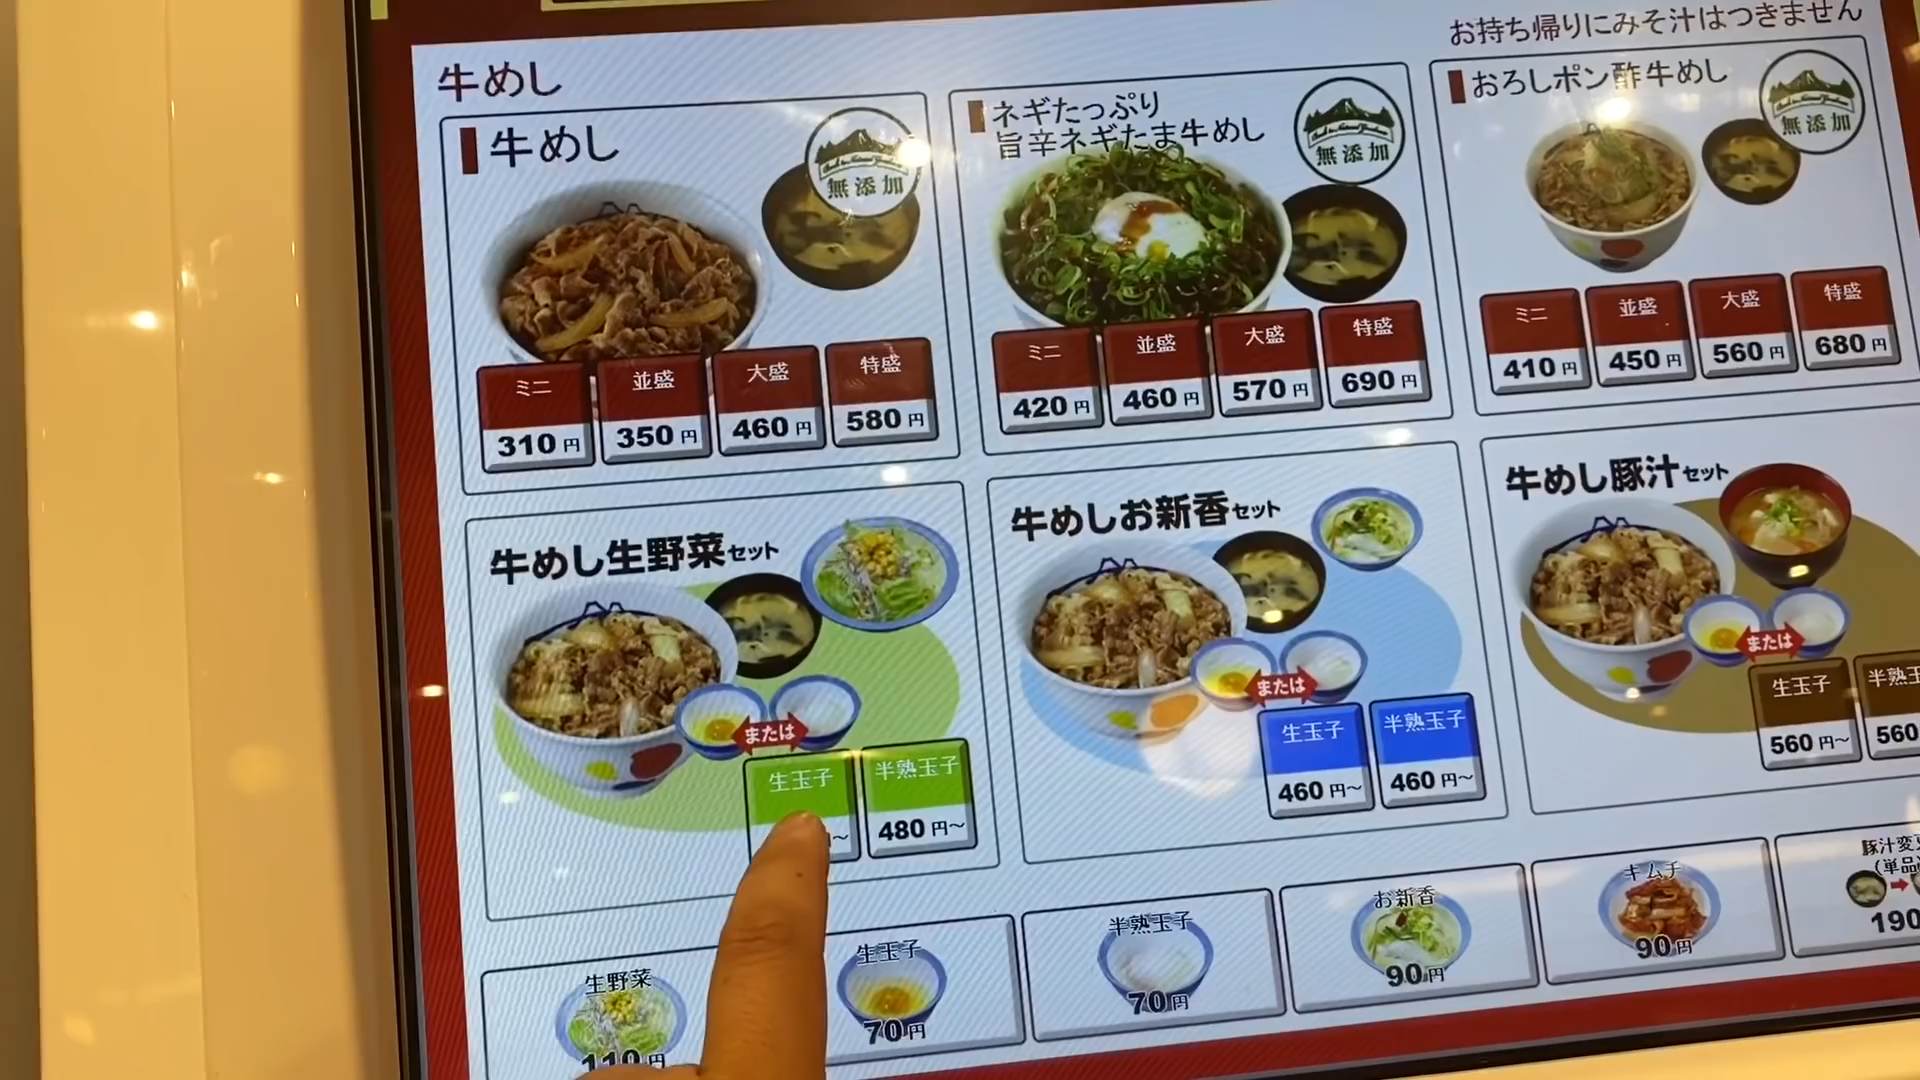 お持ち帰りにみそ汁はつきません
牛めし
牛めし
無添加
ミニ
310円
並盛
350円
大盛
460円
特盛
580円
ネギたっぷり
旨辛ネギたま牛めし
無添加
ミニ
420円
並盛
460円
大盛
570円
特盛
690円
おろしポン酢牛めし
無添加
ミニ
410円
並盛
450円
大盛
560円
特盛
680円
牛めし生野菜セット
または
生玉子
円～
半熟玉子
480円～
牛めしお新香セット
または
生玉子
460円～
半熟玉子
460円～
牛めし豚汁セット
または
生玉子
560円～
半熟玉
560
生野菜
110円
生玉子
70円
半熟玉子
70円
お新香
90円
キムチ
90円
豚汁変
(単品
190